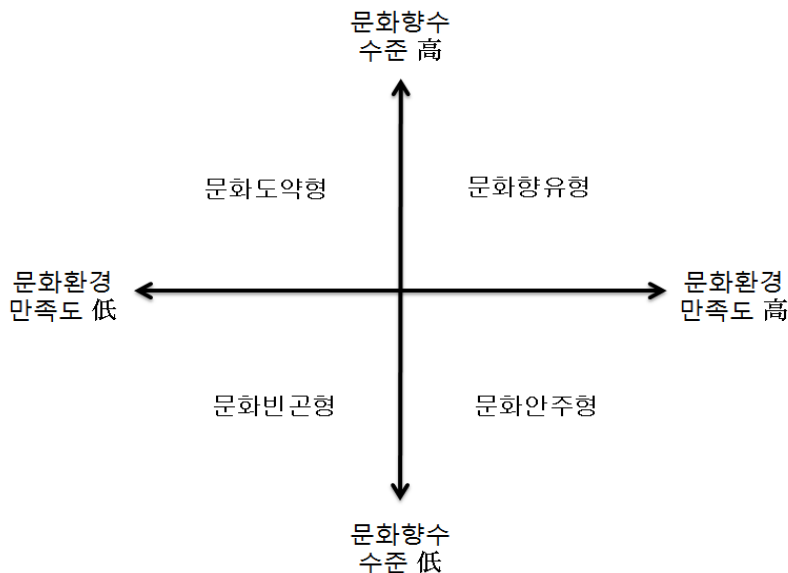 문화향수
수준 高
문화도약형
문화향유형
문화환경
만족도 低
문화환경
만족도 高
문화빈곤형
문화안주형
문화향수
수준 低